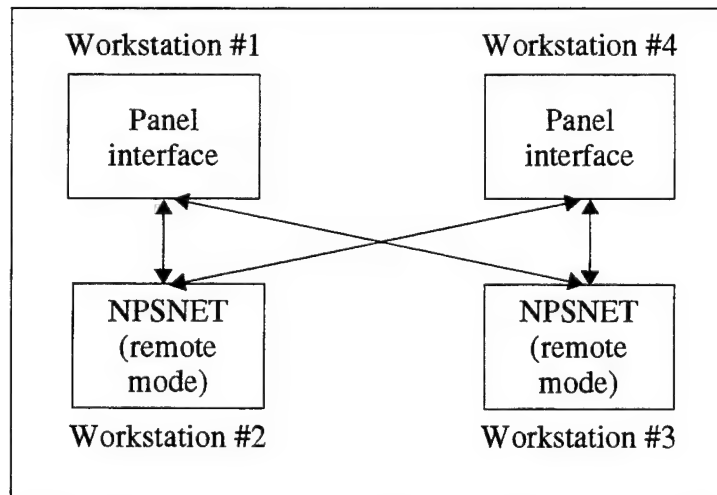 Workstation #1
Workstation #4
Panel
interface
Panel
interface
NPSNET
(remote
mode)
NPSNET
(remote
mode)
Workstation #2
Workstation #3